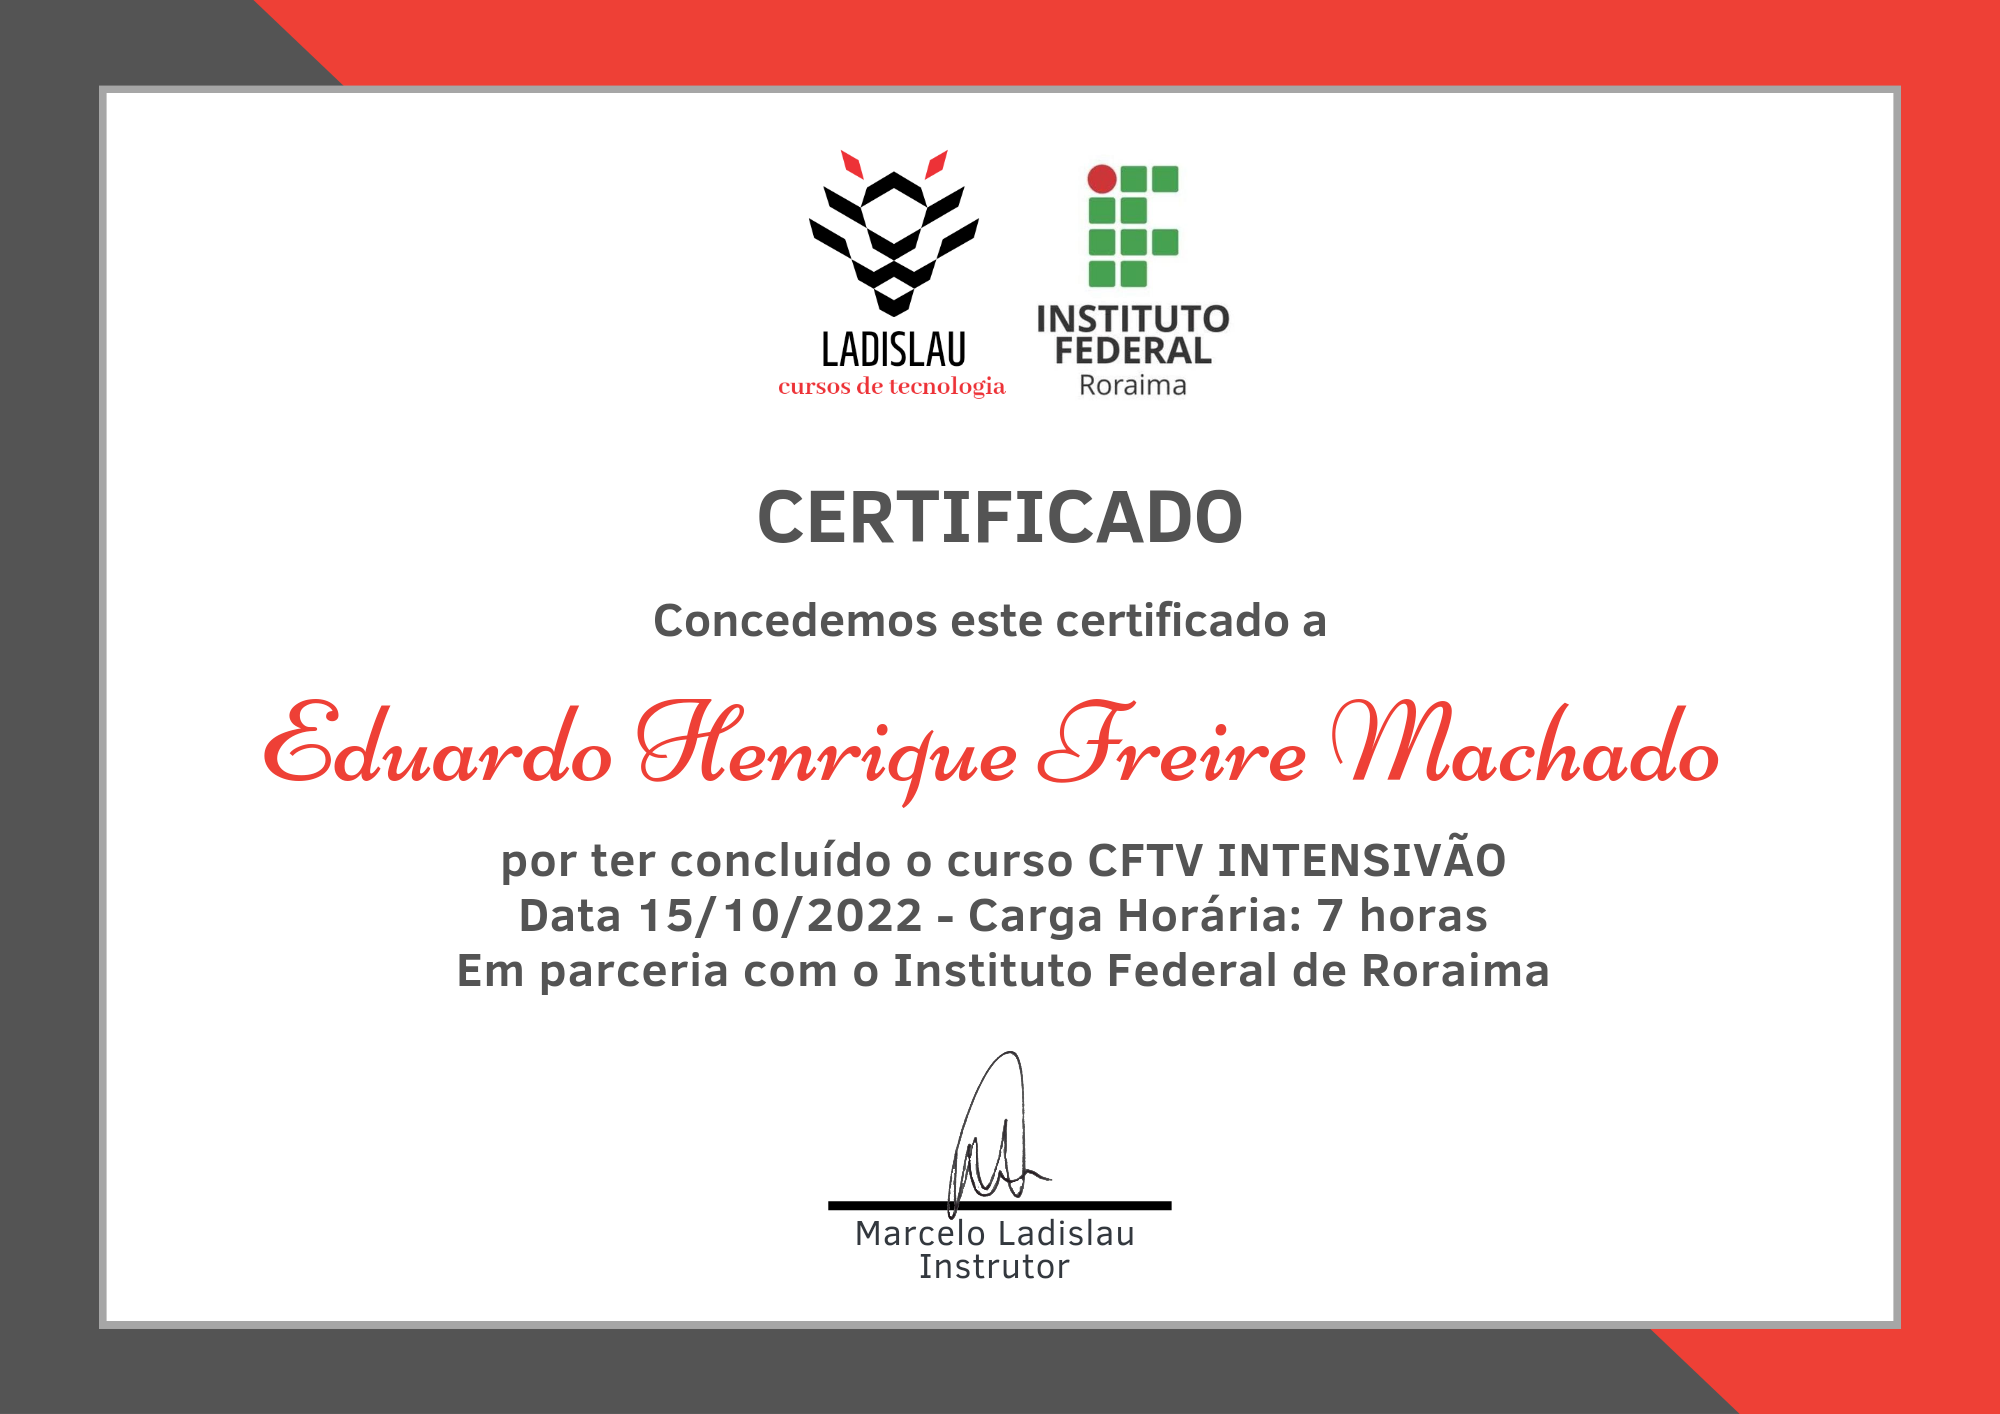 LADISLAU
cursos de tecnologia
INSTITUTO
FEDERAL
Roraima
CERTIFICADO
Concedemos este certificado a
Eduardo Henrique Freire Machado
por ter concluído o curso CFTV INTENSIVÃO
Data 15/10/2022 - Carga Horária: 7 horas
Em parceria com o Instituto Federal de Roraima
Marcelo Ladislau
Instrutor